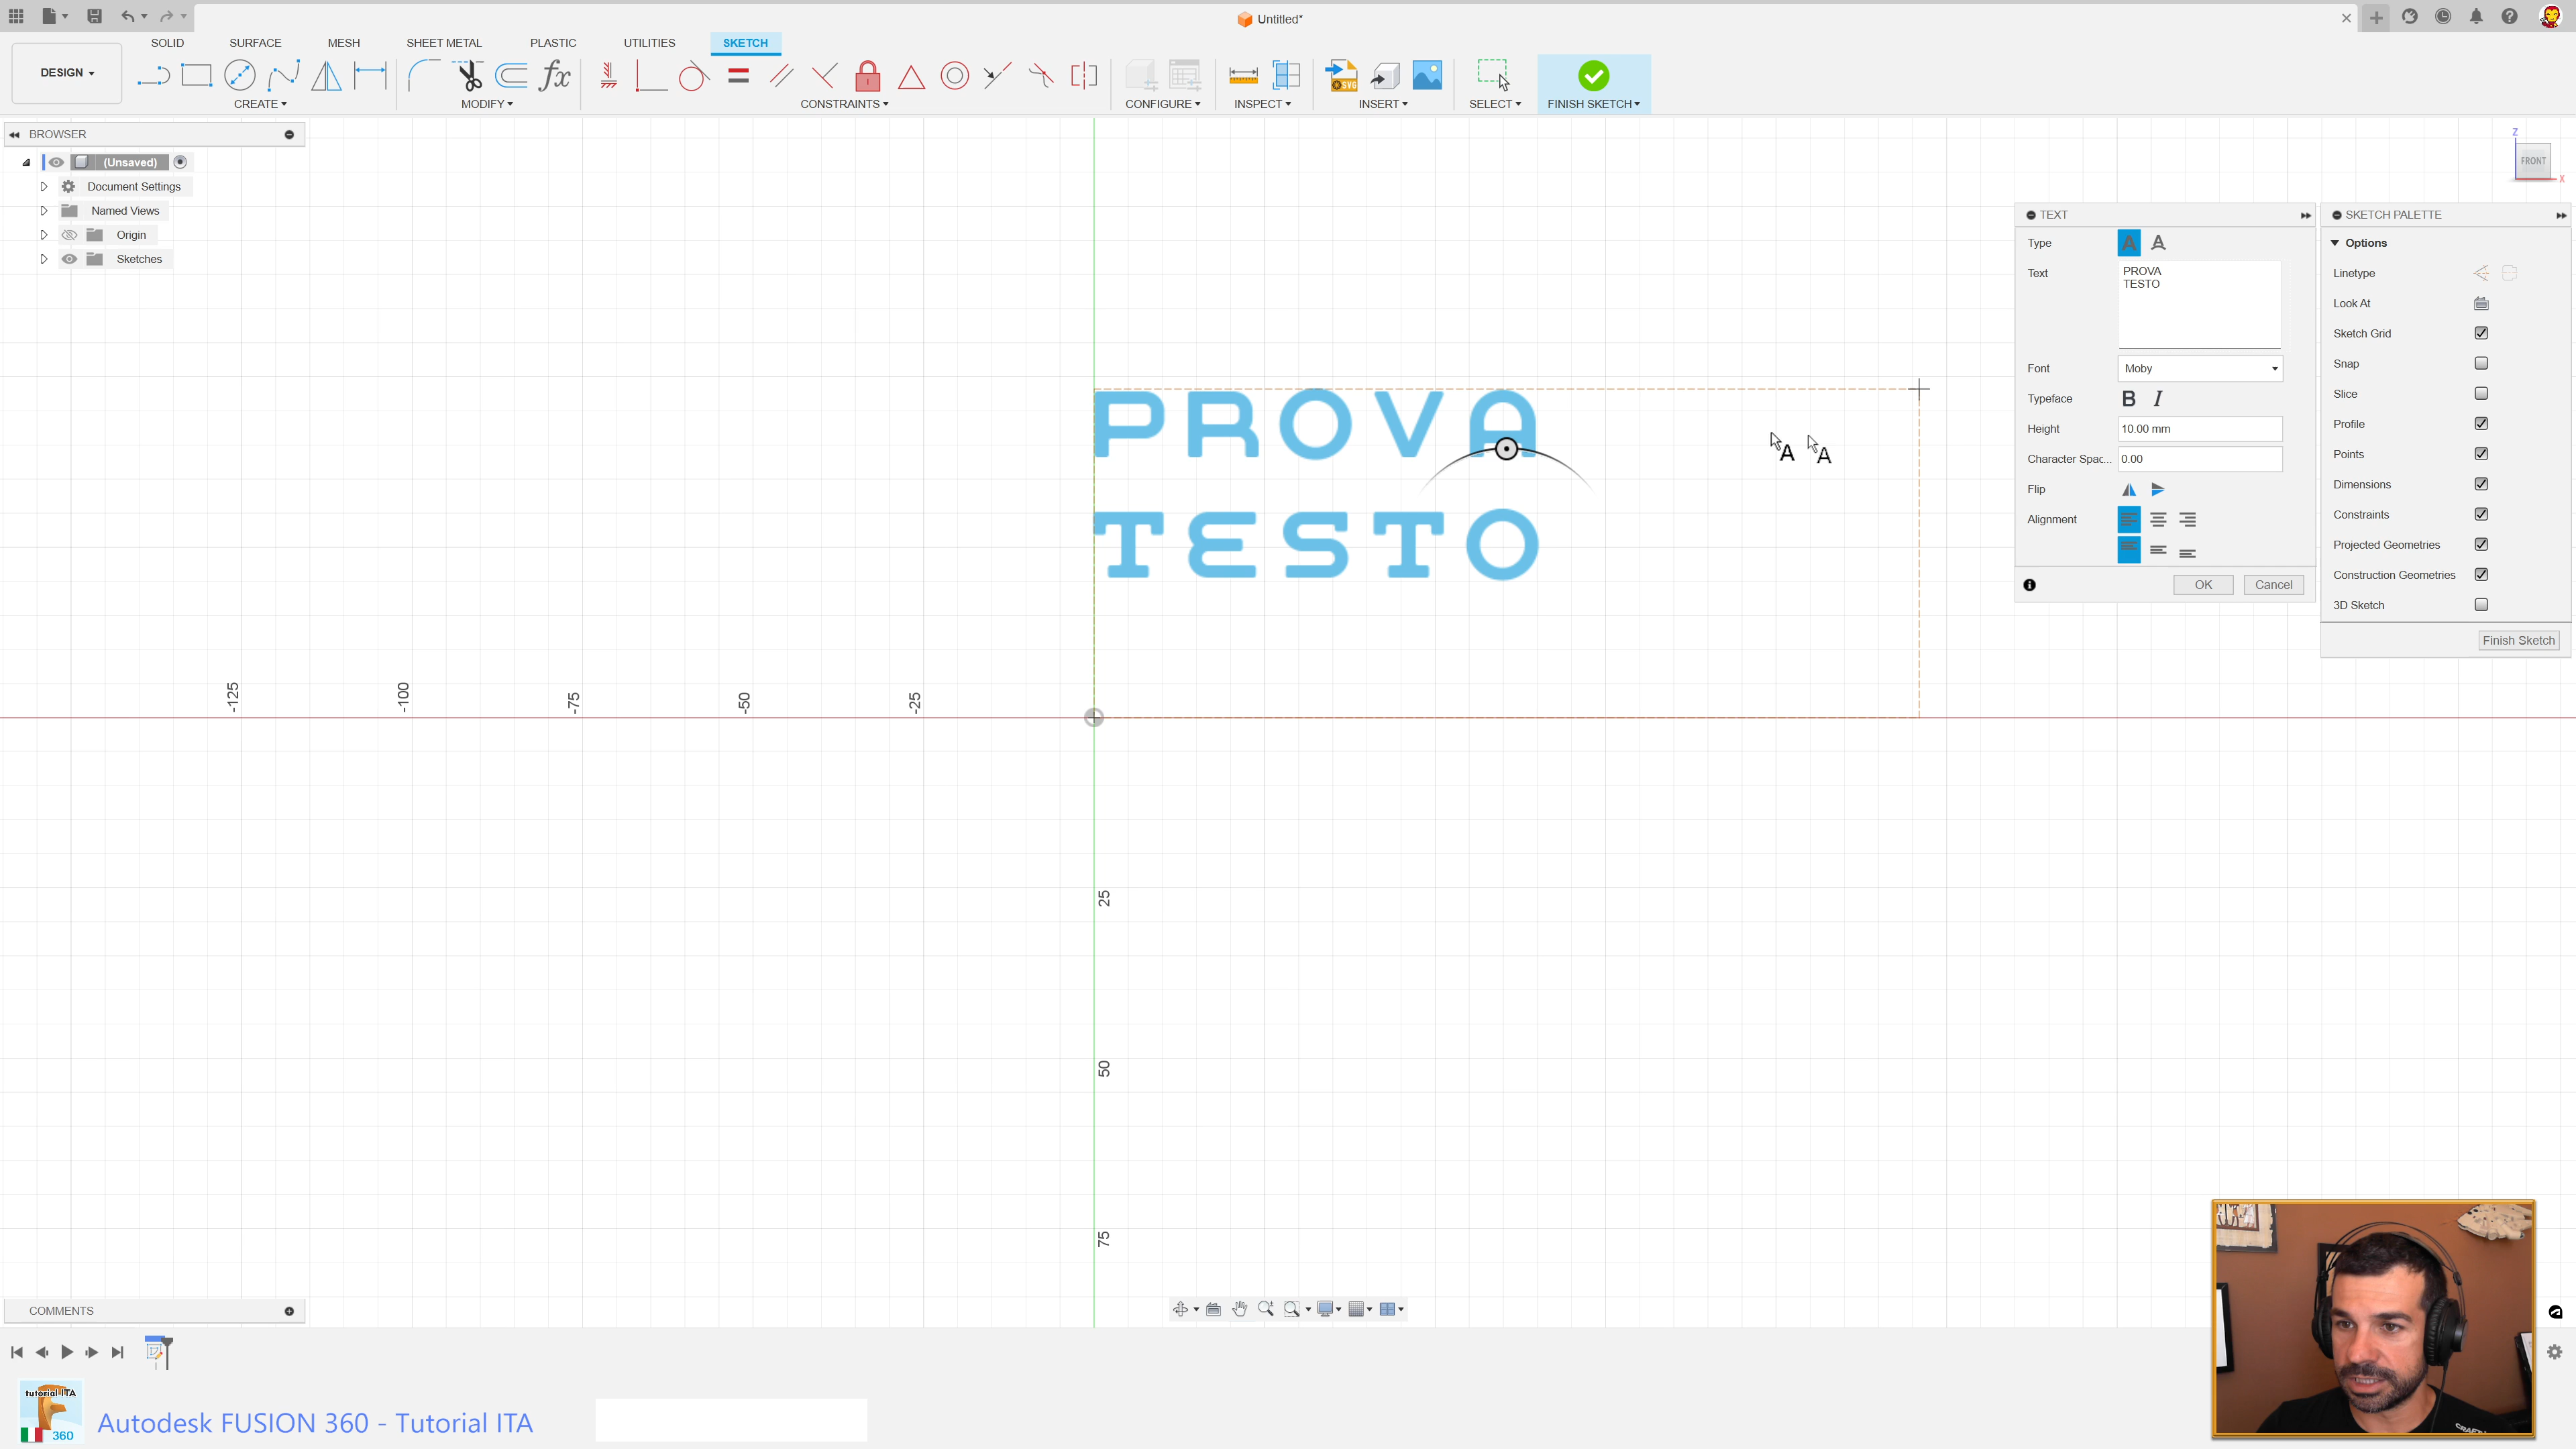 Untitled*
SOLID SURFACE MESH SHEET METAL PLASTIC UTILITIES SKETCH
DESIGN
fx
SVG
CREATE MODIFY CONSTRAINTS CONFIGURE INSPECT INSERT SELECT FINISH SKETCH
BROWSER
(Unsaved)
Document Settings
Named Views
Origin
Sketches
Z
FRONT
X
TEXT
Type A A
Text
PROVA
TESTO
Font Moby
Typeface B I
Height 10.00 mm
Character Spac... 0.00
Flip
Alignment
OK Cancel
SKETCH PALETTE
Options
Linetype
Look At
Sketch Grid
Snap
Slice
Profile
Points
Dimensions
Constraints
Projected Geometries
Construction Geometries
3D Sketch
Finish Sketch
PROVA
TESTO
A A
-125 -100 -75 -50 -25
25
50
75
COMMENTS
tutorial ITA
360
Autodesk FUSION 360 - Tutorial ITA